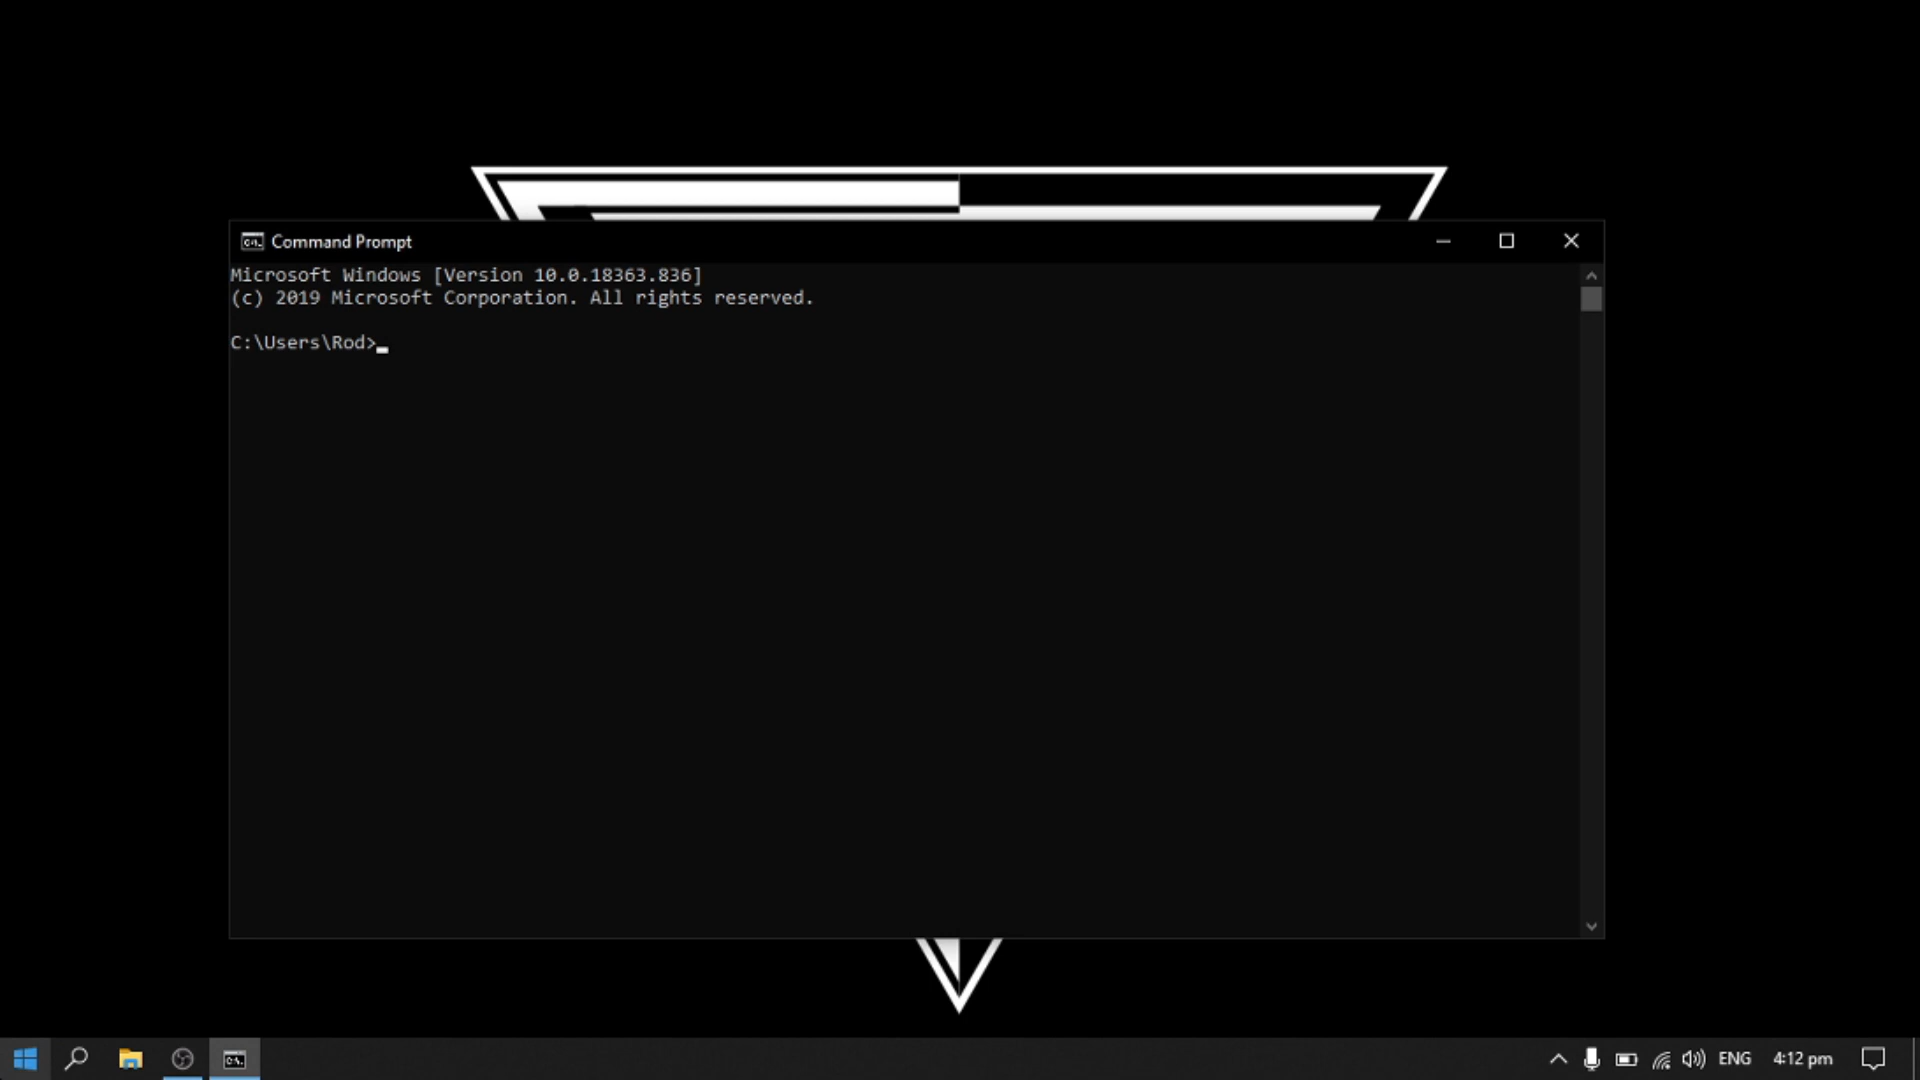 Command Prompt
Microsoft Windows [Version 10.0.18363.836]
(c) 2019 Microsoft Corporation. All rights reserved.
C:\Users\Rod>
ENG
4:12 pm